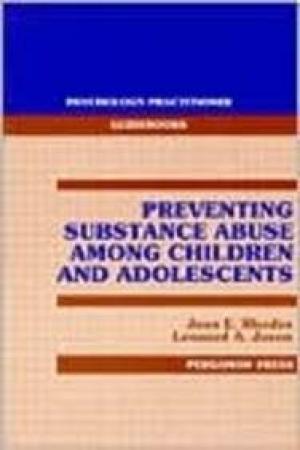 PSYCHOLOGY PRACTITIONER
GUIDEBOOKS
PREVENTING
SUBSTANCE ABUSE
AMONG CHILDREN
AND ADOLESCENTS
Jean E. Rhodes
Leonard A. Jason
PERGAMON PRESS